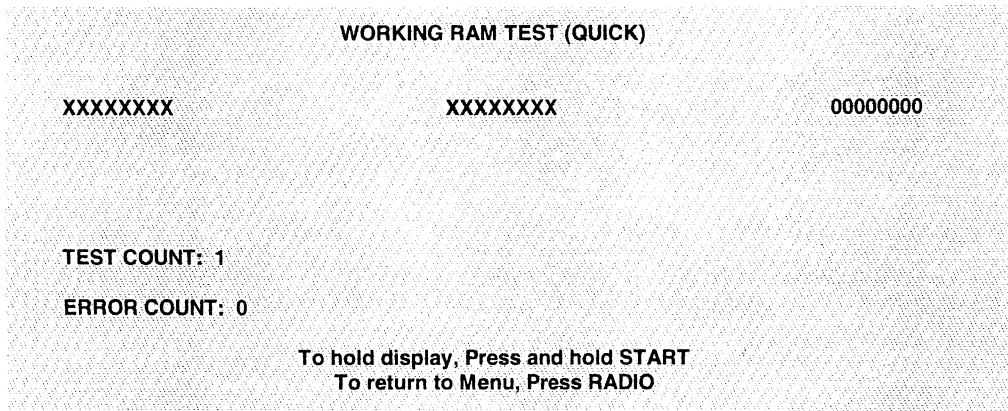 WORKING RAM TEST (QUICK)
XXXXXXXX XXXXXXXX 00000000
TEST COUNT: 1
ERROR COUNT: 0
To hold display, Press and hold START
To return to Menu, Press RADIO